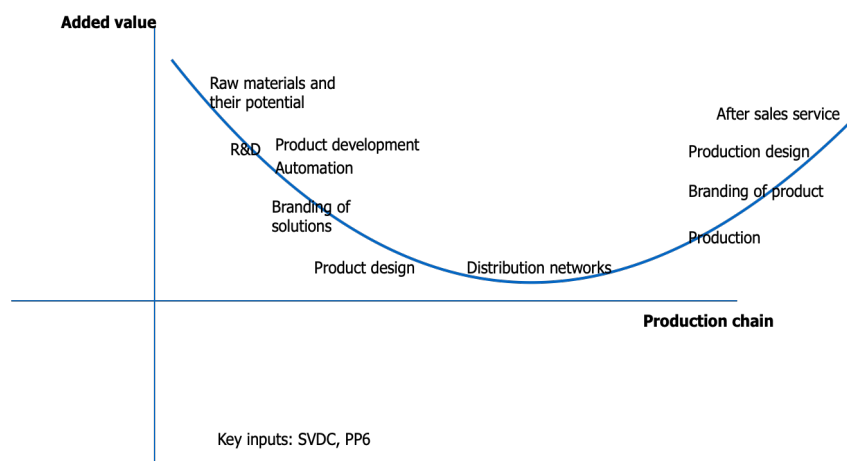 Added value
Raw materials and
their potential
After sales service
R&D
Product development
Production design
Automation
Branding of product
Branding of
solutions
Production
Product design
Distribution networks
Production chain
Key inputs: SVDC, PP6